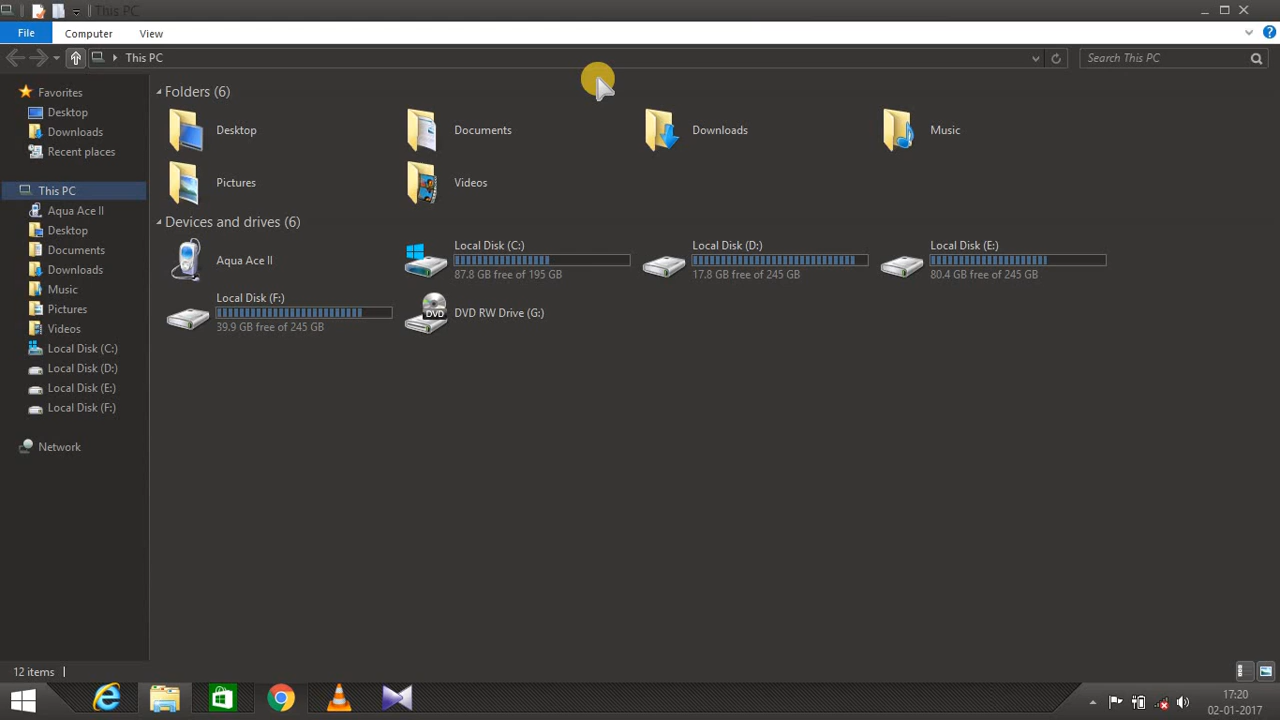 This PC
File
Computer
View
This PC
Search This PC
Favorites
Desktop
Downloads
Recent places
This PC
Aqua Ace II
Desktop
Documents
Downloads
Music
Pictures
Videos
Local Disk (C:)
Local Disk (D:)
Local Disk (E:)
Local Disk (F:)
Network
Folders (6)
Desktop
Documents
Downloads
Music
Pictures
Videos
Devices and drives (6)
Aqua Ace II
Local Disk (C:)
87.8 GB free of 195 GB
Local Disk (D:)
17.8 GB free of 245 GB
Local Disk (E:)
80.4 GB free of 245 GB
Local Disk (F:)
39.9 GB free of 245 GB
DVD
DVD RW Drive (G:)
12 items
17:20
02-01-2017